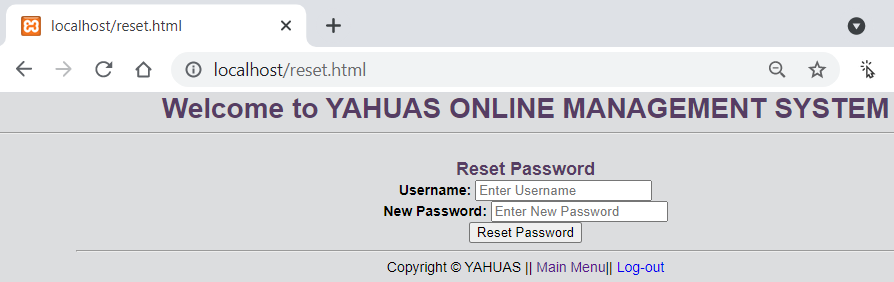 localhost/reset.html
localhost/reset.html
Welcome to YAHUAS ONLINE MANAGEMENT SYSTEM
Reset Password
Username: Enter Username
New Password: Enter New Password
Reset Password
Copyright © YAHUAS || Main Menu|| Log-out